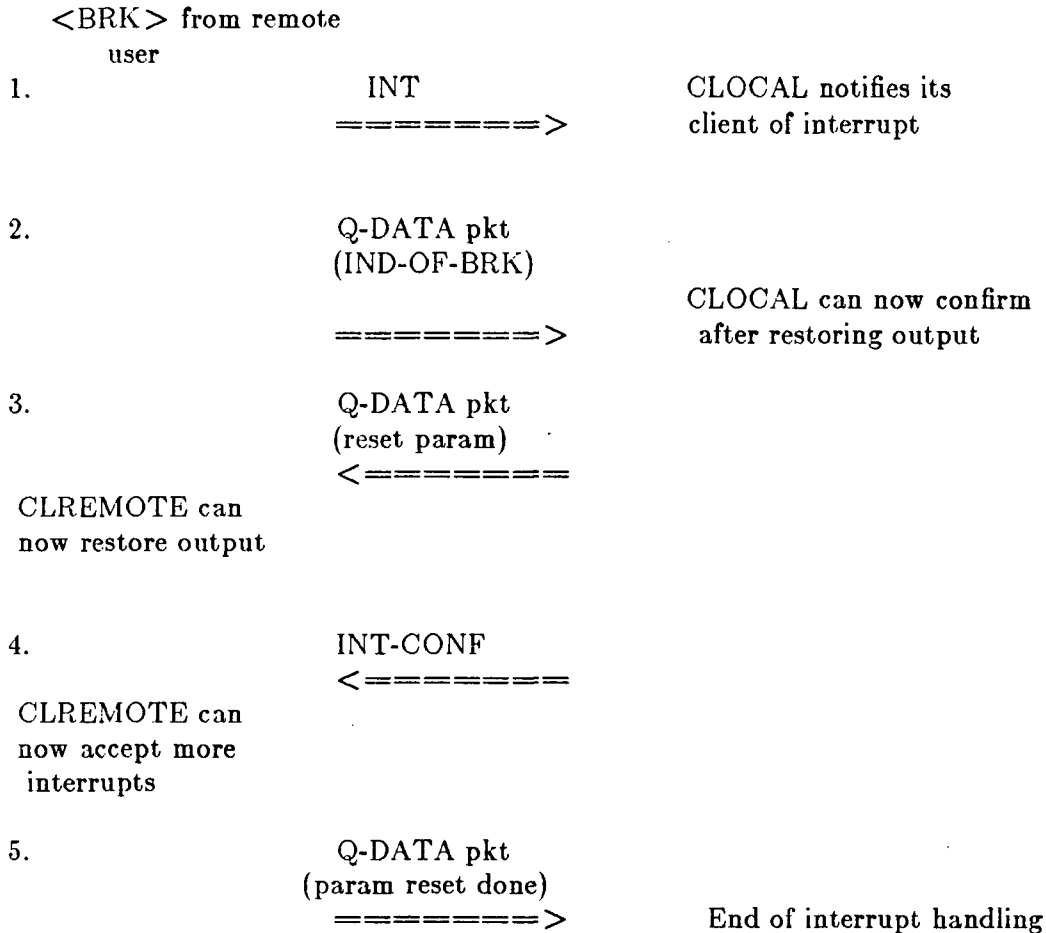 <BRK> from remote
user
1. INT CLOCAL notifies its
=======> client of interrupt
2. Q-DATA pkt
(IND-OF-BRK)
CLOCAL can now confirm
=======> after restoring output
3. Q-DATA pkt
(reset param)
<=======
CLREMOTE can
now restore output
4. INT-CONF
<=======
CLREMOTE can
now accept more
interrupts
5. Q-DATA pkt
(param reset done)
=======> End of interrupt handling